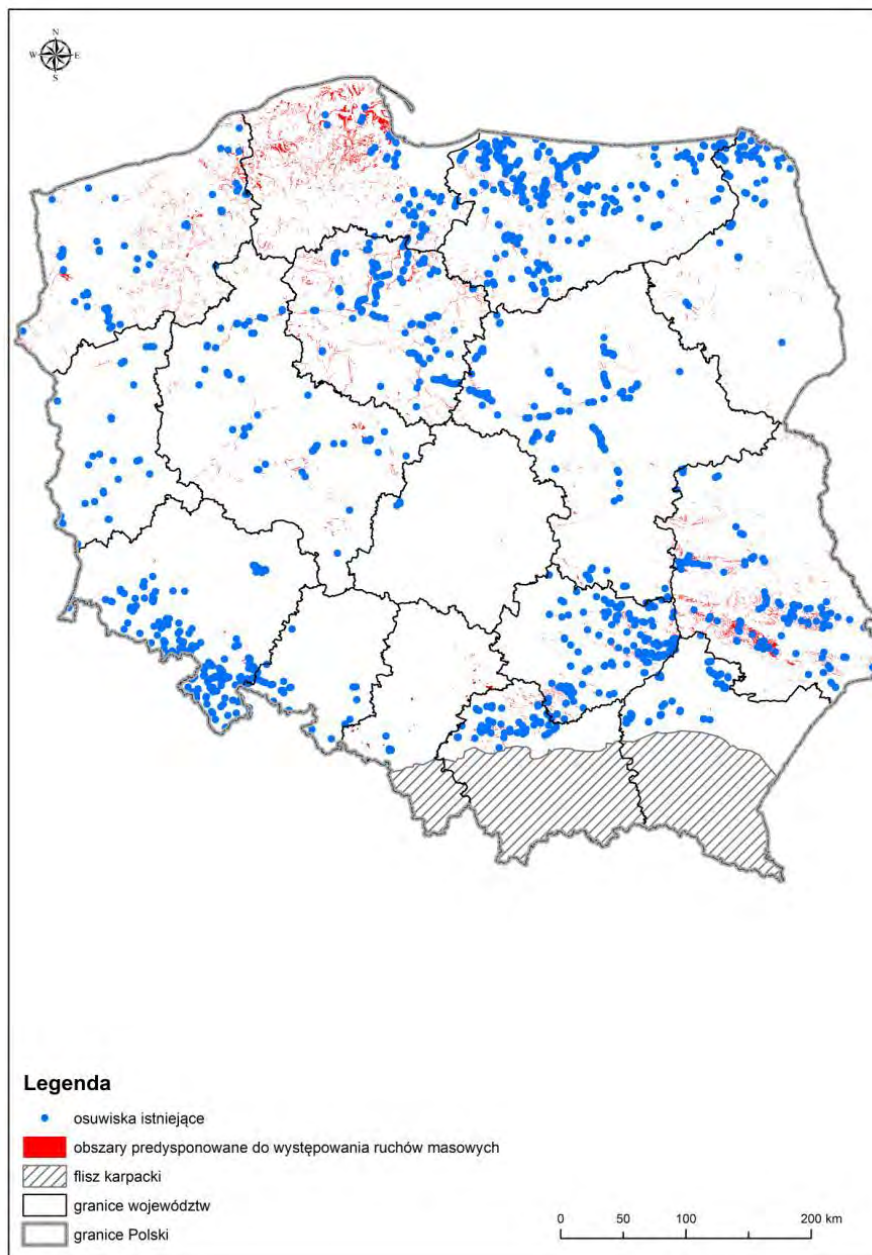 N
W E
S
Legenda
osuwiska istniejące
obszary predysponowane do występowania ruchów masowych
flisz karpacki
granice województw
granice Polski
0 50 100 200 km